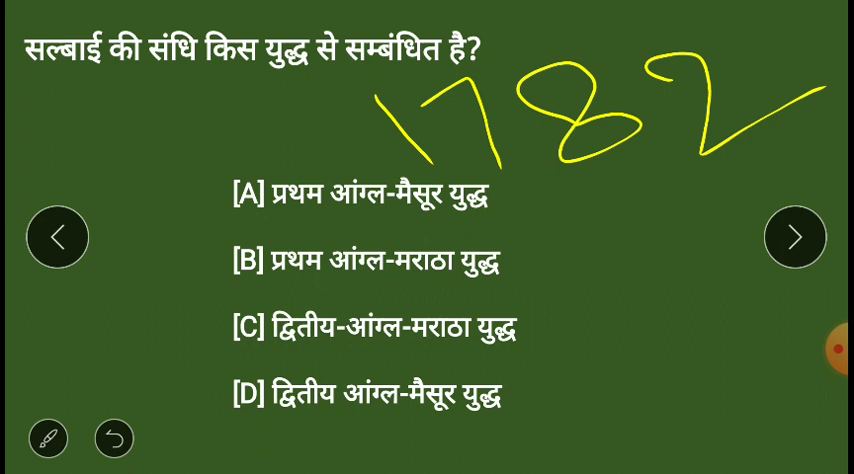 सल्बाई की संधि किस युद्ध से सम्बंधित है?
1782
[A] प्रथम आंग्ल-मैसूर युद्ध
[B] प्रथम आंग्ल-मराठा युद्ध
[C] द्वितीय-आंग्ल-मराठा युद्ध
[D] द्वितीय आंग्ल-मैसूर युद्ध